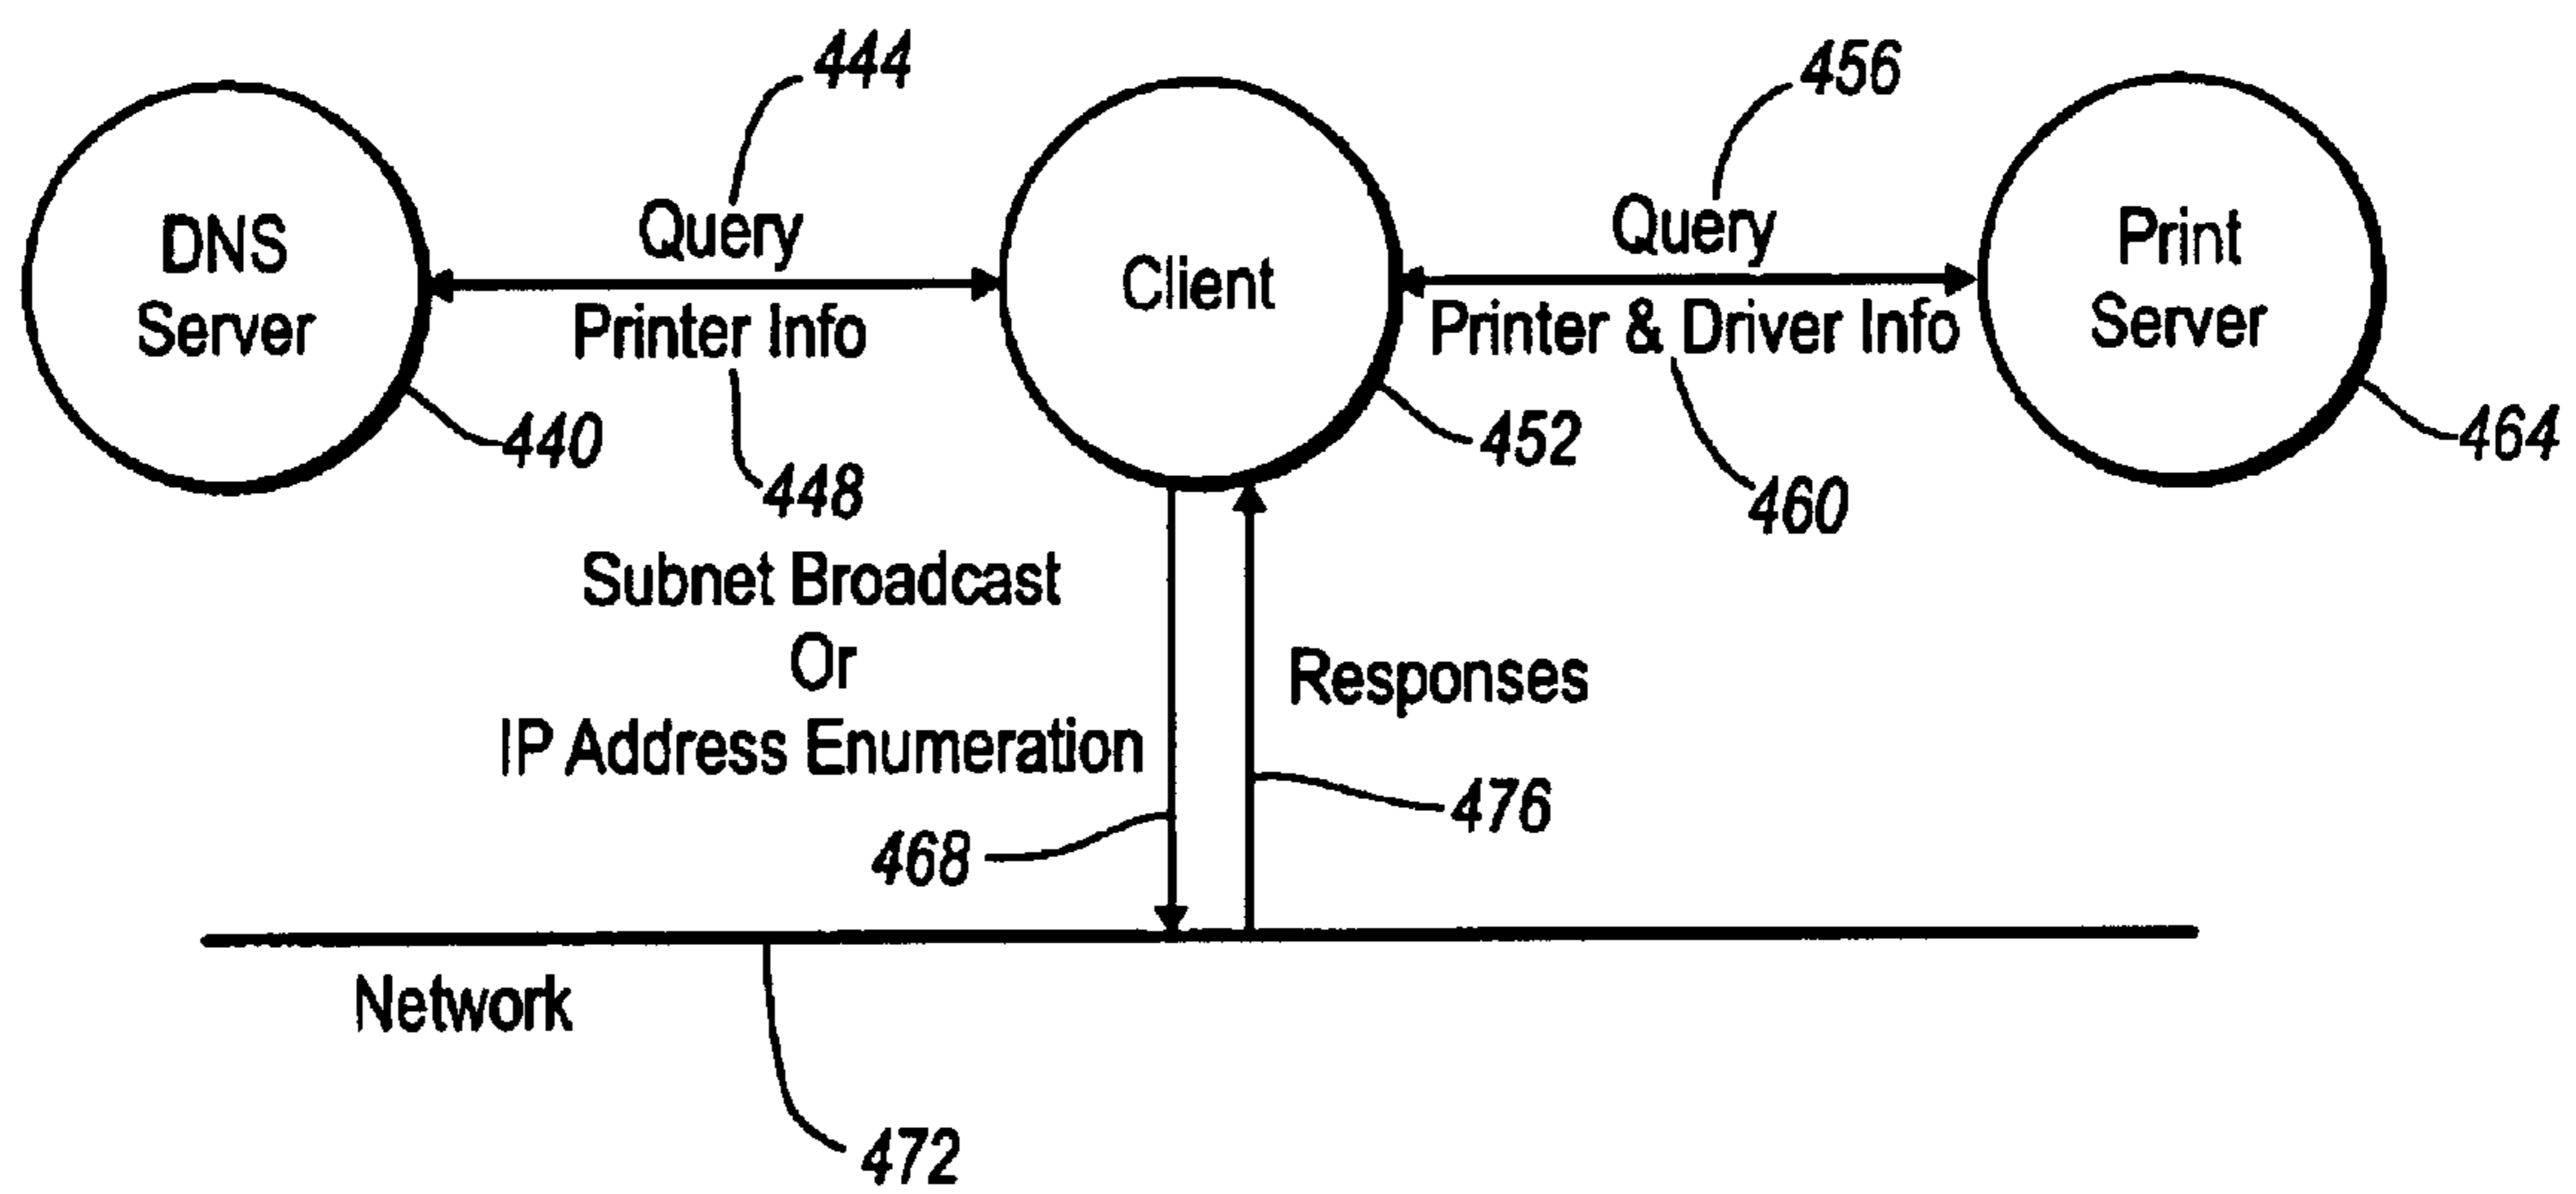 444
456
DNS
Server
Query
Printer Info
Client
Query
Printer & Driver Info
Print
Server
440
448
452
460
464
Subnet Broadcast
Or
IP Address Enumeration
Responses
468
476
Network
472